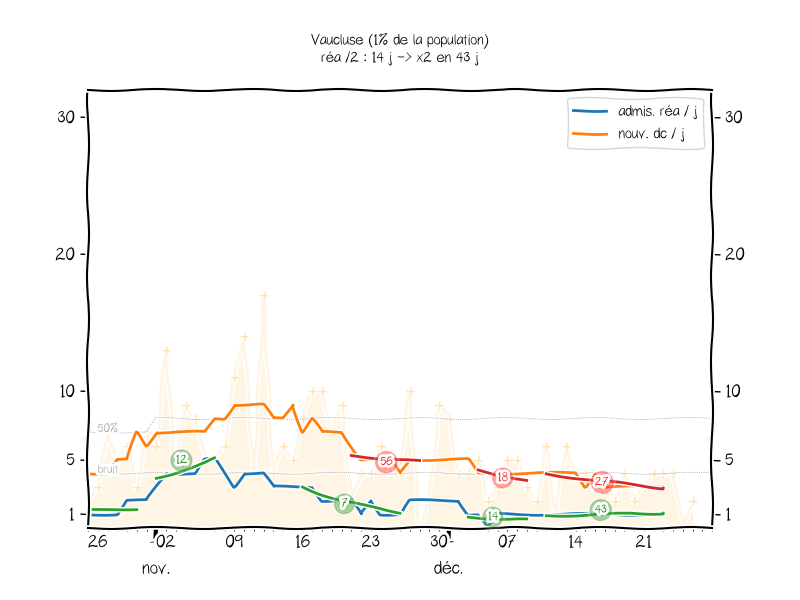 Vaucluse (1% de la population)
réa /2 : 14 j -> x2 en 43 j
admis. réa / j
nouv. dc / j
30
30
20
20
10
10
50%
5
5
bruit
1
1
12
56
7
18
14
27
43
26 02 09 16 23 30 07 14 21
nov. déc.